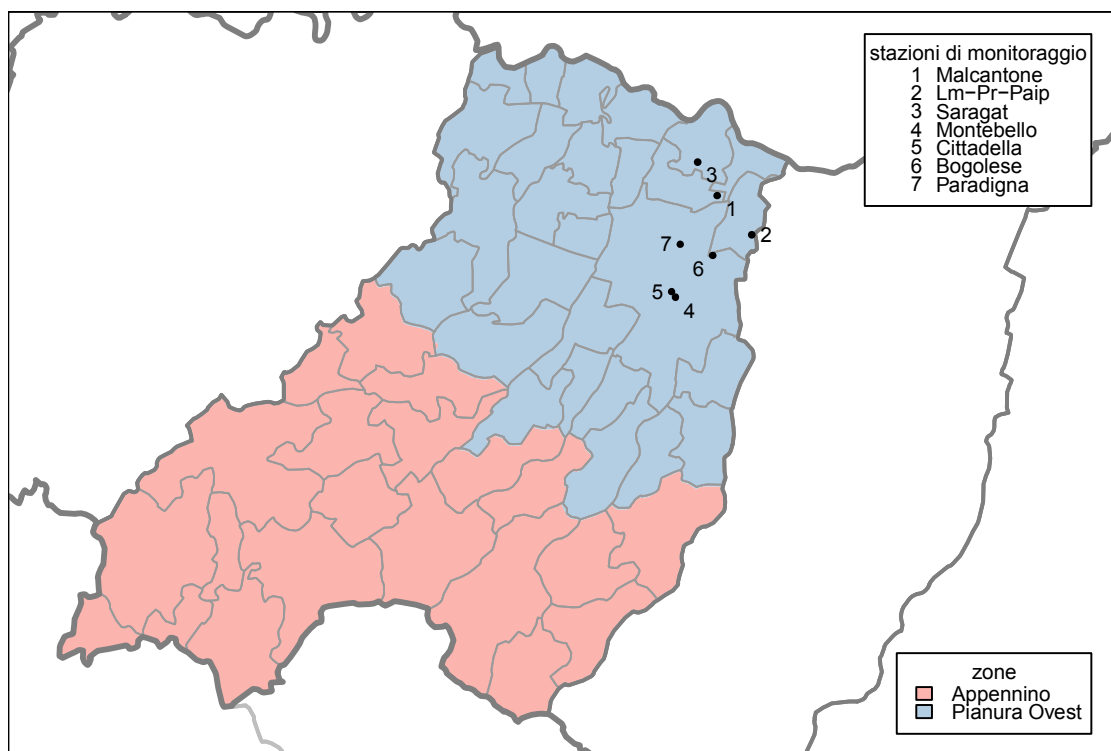 stazioni di monitoraggio
1 Malcantone
2 Lm−Pr−Paip
3 Saragat
4 Montebello
5 Cittadella
6 Bogolese
7 Paradigna
3
1
2
7
6
5
4
zone
Appennino
Pianura Ovest